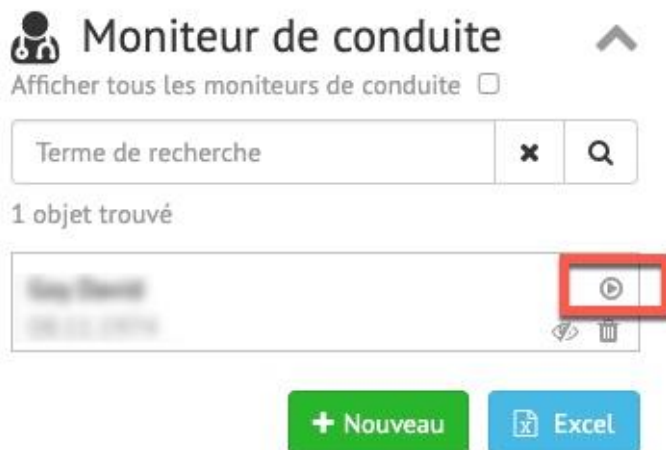 Moniteur de conduite
Afficher tous les moniteurs de conduite
Terme de recherche
1 objet trouvé
Nouveau
Excel